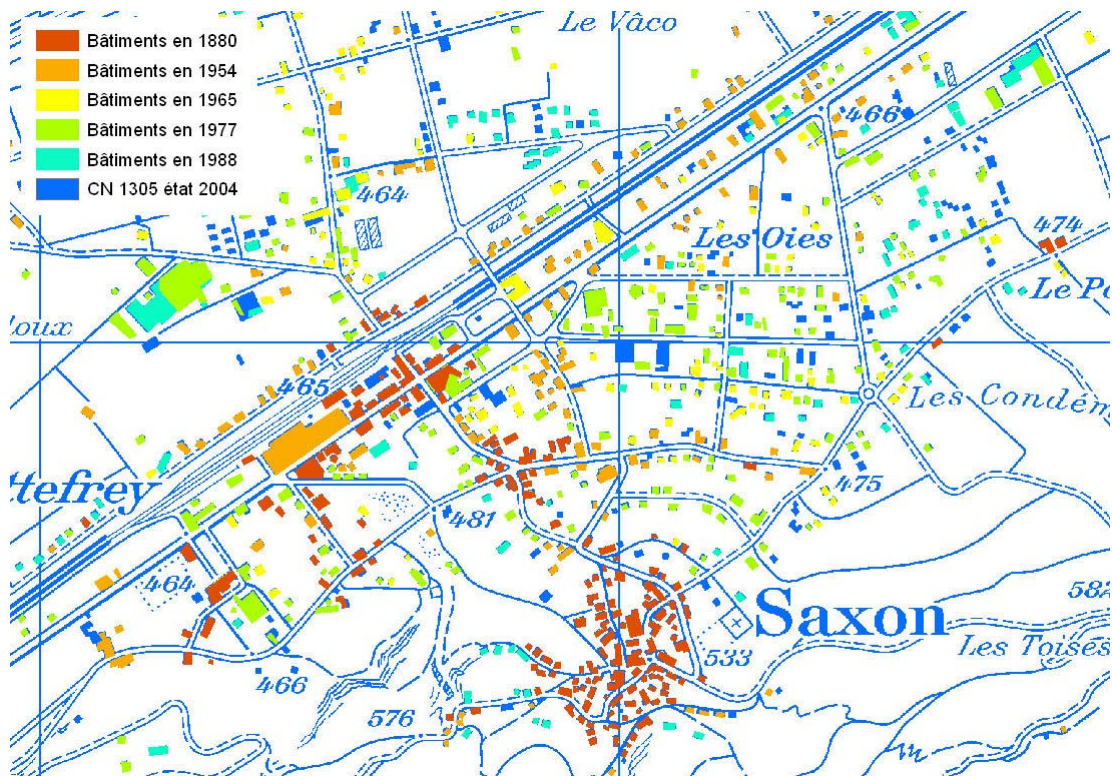 Le Vâco
Bâtiments en 1880
Bâtiments en 1954
Bâtiments en 1965
Bâtiments en 1977
Bâtiments en 1988
CN 1305 état 2004
466
464
474
Les Oies
Le Pa
loux
465
Les Condém
ttefrey
475
481
464
582
Saxon
Les Toises
533
466
576